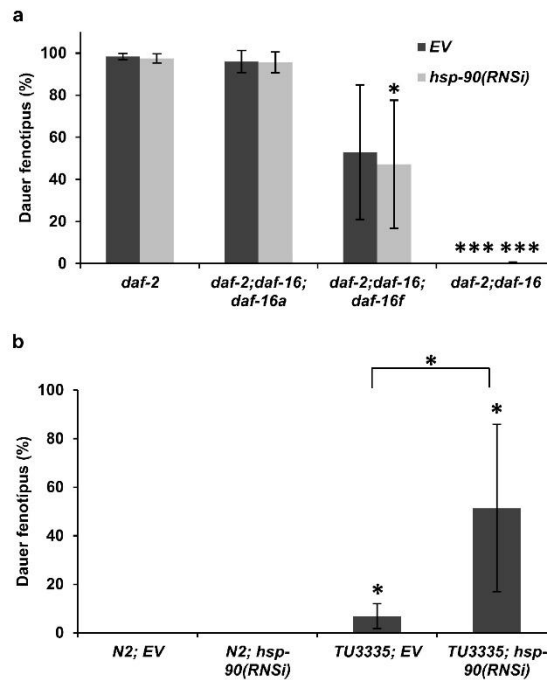 a
Dauer fenotipus (%)
100
80
60
40
20
0
EV
hsp-90(RNSi)
*
*** ***
daf-2
daf-2;daf-16;
daf-16a
daf-2;daf-16;
daf-16f
daf-2;daf-16
b
Dauer fenotipus (%)
100
80
60
40
20
0
*
*
*
N2; EV
N2; hsp-
90(RNSi)
TU3335; EV
TU3335; hsp-
90(RNSi)